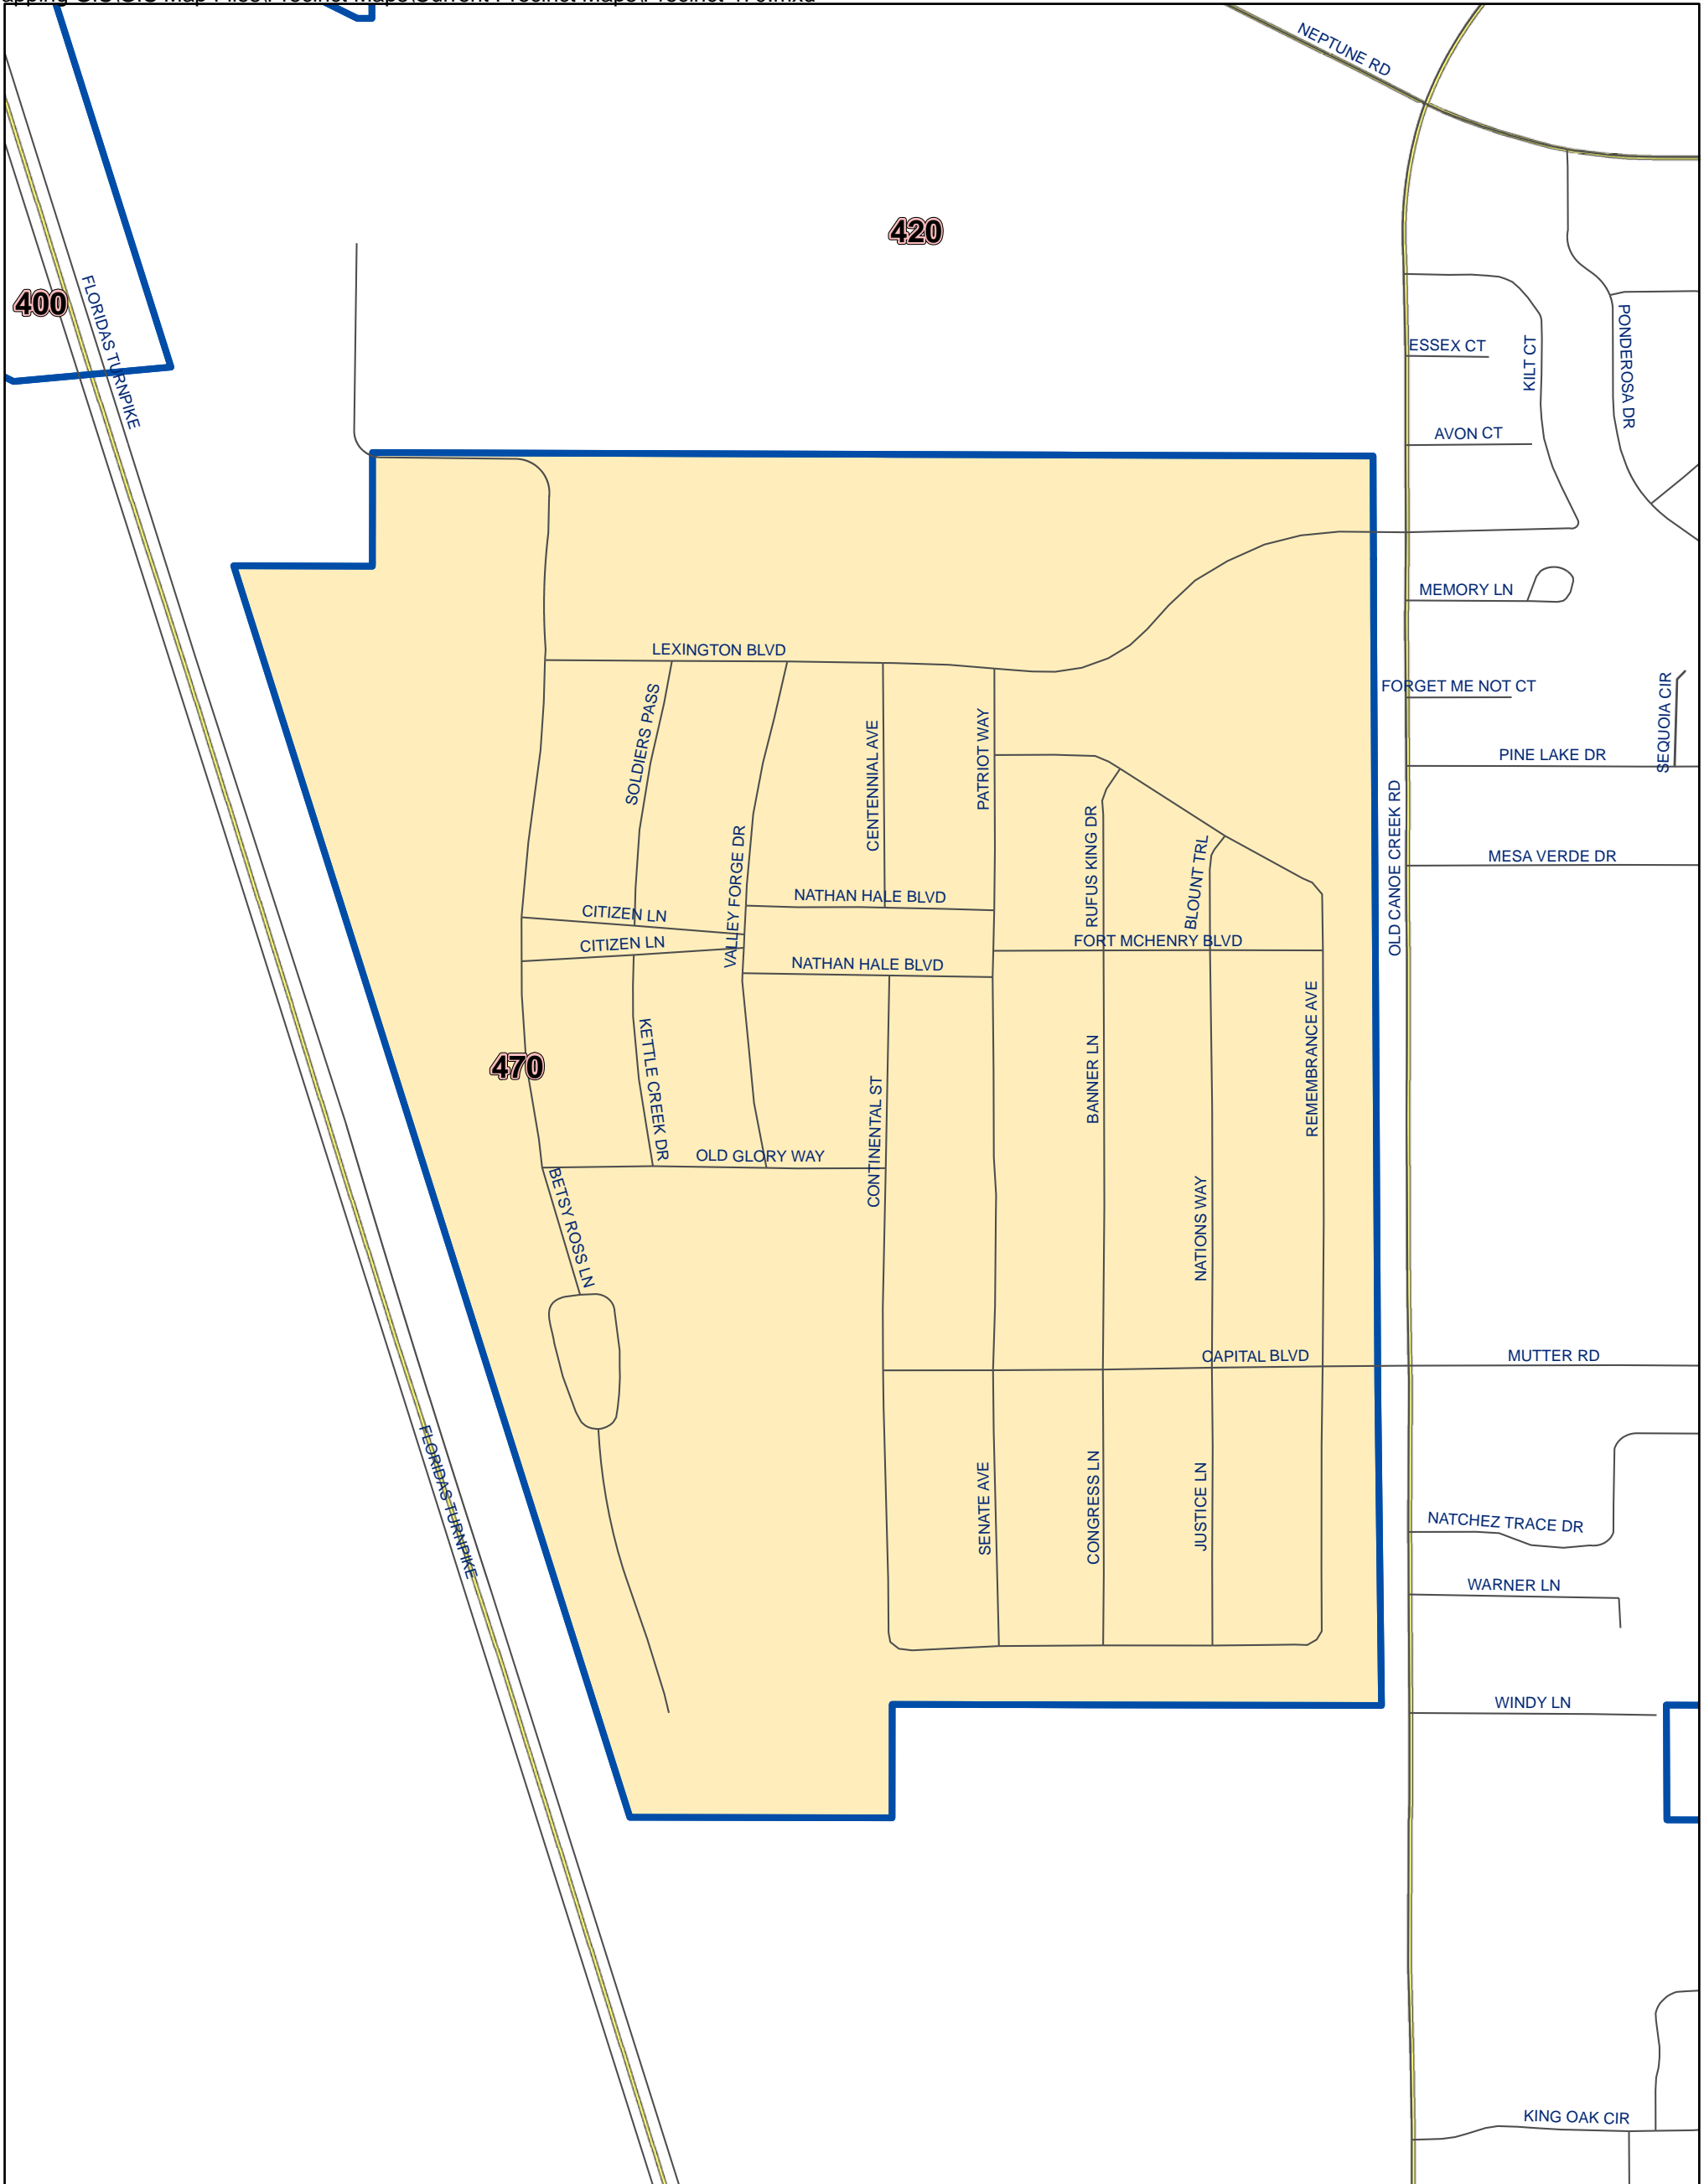 NEPTUNE RD
420
400
FLORIDAS TURNPIKE
ESSEX CT
KILT CT
PONDEROSA DR
AVON CT
MEMORY LN
LEXINGTON BLVD
FORGET ME NOT CT
SEQUOIA CIR
SOLDIERS PASS
CENTENNIAL AVE
PATRIOT WAY
PINE LAKE DR
OLD CANOE CREEK RD
VALLEY FORGE DR
RUFUS KING DR
BLOUNT TRL
MESA VERDE DR
NATHAN HALE BLVD
CITIZEN LN
CITIZEN LN
FORT MCHENRY BLVD
NATHAN HALE BLVD
REMEMBRANCE AVE
470
KETTLE CREEK DR
BANNER LN
CONTINENTAL ST
OLD GLORY WAY
BETSY ROSS LN
NATIONS WAY
CAPITAL BLVD
MUTTER RD
FLORIDAS TURNPIKE
SENATE AVE
CONGRESS LN
JUSTICE LN
NATCHEZ TRACE DR
WARNER LN
WINDY LN
KING OAK CIR